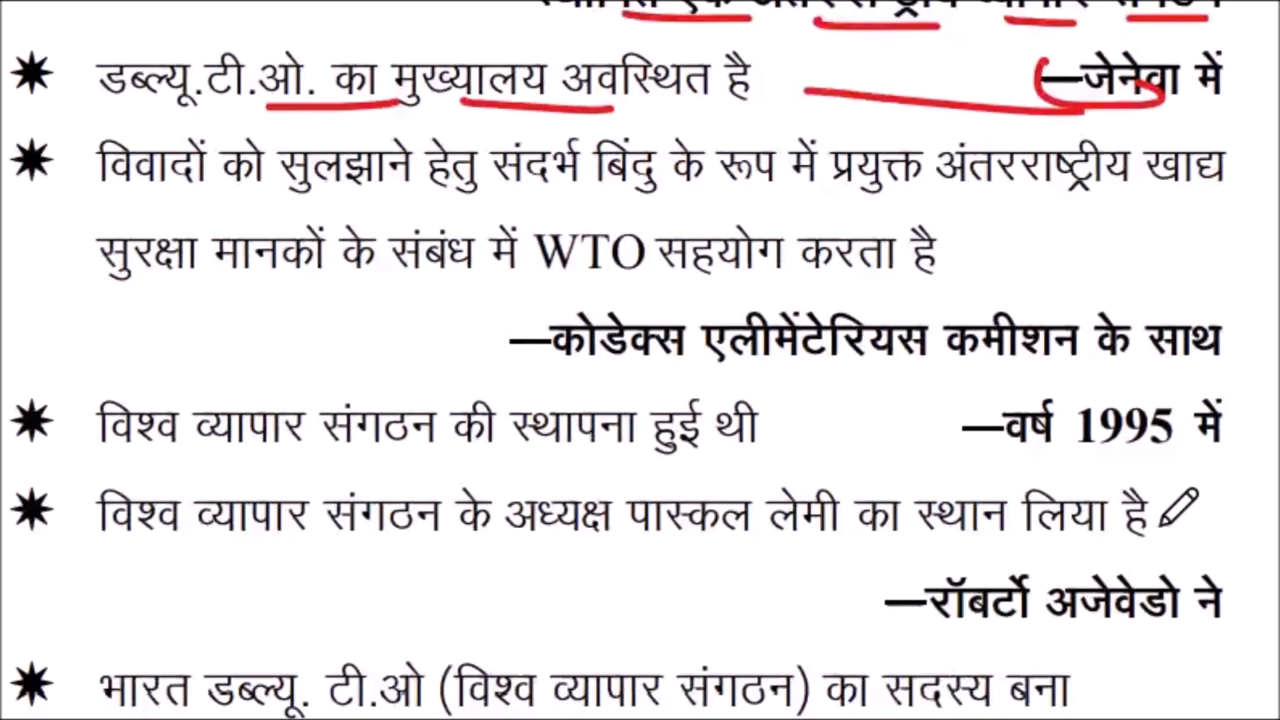 डब्ल्यू.टी.ओ. का मुख्यालय अवस्थित है —जेनेवा में
विवादों को सुलझाने हेतु संदर्भ बिंदु के रूप में प्रयुक्त अंतरराष्ट्रीय खाद्य
सुरक्षा मानकों के संबंध में WTO सहयोग करता है
—कोडेक्स एलीमेंटेरियस कमीशन के साथ
विश्व व्यापार संगठन की स्थापना हुई थी —वर्ष 1995 में
विश्व व्यापार संगठन के अध्यक्ष पास्कल लेमी का स्थान लिया है
—रॉबर्टो अजेवेडो ने
भारत डब्ल्यू. टी.ओ (विश्व व्यापार संगठन) का सदस्य बना